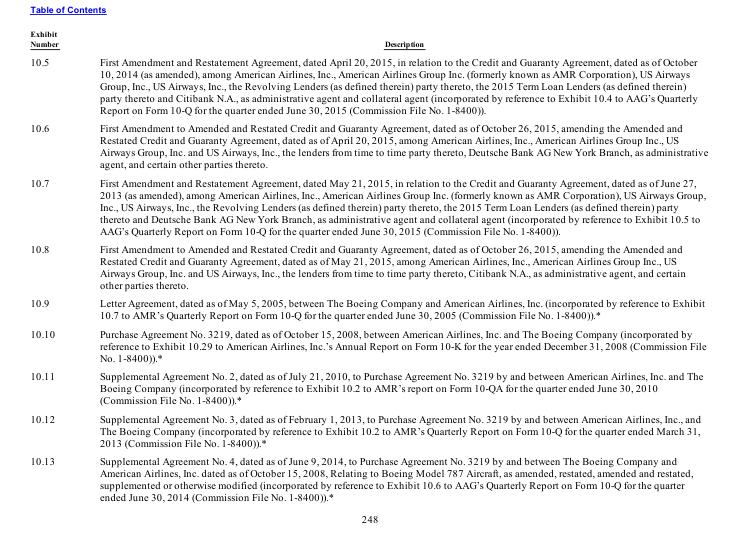 Table of Contents
Exhibit
Number
Description
10.5
First Amendment and Restatement Agreement, dated April 20, 2015, in relation to the Credit and Guaranty Agreement, dated as of October
10, 2014 (as amended), among American Airlines, Inc., American Airlines Group Inc. (formerly known as AMR Corporation), US Airways
Group, Inc., US Airways, Inc., the Revolving Lenders (as defined therein) party thereto, the 2015 Term Loan Lenders (as defined therein)
party thereto and Citibank N.A., as administrative agent and collateral agent (incorporated by reference to Exhibit 10.4 to AAG's Quarterly
Report on Form 10-Q for the quarter ended June 30, 2015 (Commission File No. 1-8400)).
10.6
First Amendment to Amended and Restated Credit and Guaranty Agreement, dated as of October 26, 2015, amending the Amended and
Restated Credit and Guaranty Agreement, dated as of April 20, 2015, among American Airlines, Inc., American Airlines Group Inc., US
Airways Group, Inc. and US Airways, Inc., the lenders from time to time party thereto, Deutsche Bank AG New York Branch, as administrative
agent, and certain other parties thereto.
10.7
First Amendment and Restatement Agreement, dated May 21, 2015, in relation to the Credit and Guaranty Agreement, dated as of June 27,
2013 (as amended), among American Airlines, Inc., American Airlines Group Inc. (formerly known as AMR Corporation), US Airways Group,
Inc., US Airways, Inc., the Revolving Lenders (as defined therein) party thereto, the 2015 Term Loan Lenders (as defined therein) party
thereto and Deutsche Bank AG New York Branch, as administrative agent and collateral agent (incorporated by reference to Exhibit 10.5 to
AAG's Quarterly Report on Form 10-Q for the quarter ended June 30, 2015 (Commission File No. 1-8400)).
10.8
First Amendment to Amended and Restated Credit and Guaranty Agreement, dated as of October 26, 2015, amending the Amended and
Restated Credit and Guaranty Agreement, dated as of May 21, 2015, among American Airlines, Inc., American Airlines Group Inc., US
Airways Group, Inc. and US Airways, Inc., the lenders from time to time party thereto, Citibank N.A., as administrative agent, and certain
other parties thereto.
10.9
Letter Agreement, dated as of May 5, 2005, between The Boeing Company and American Airlines, Inc. (incorporated by reference to Exhibit
10.7 to AMR's Quarterly Report on Form 10-Q for the quarter ended June 30, 2005 (Commission File No. 1-8400)).*
10.10
Purchase Agreement No. 3219, dated as of October 15, 2008, between American Airlines, Inc. and The Boeing Company (incorporated by
reference to Exhibit 10.29 to American Airlines, Inc.'s Annual Report on Form 10-K for the year ended December 31, 2008 (Commission File
No. 1-8400)).*
10.11
Supplemental Agreement No. 2, dated as of July 21, 2010, to Purchase Agreement No. 3219 by and between American Airlines, Inc. and The
Boeing Company (incorporated by reference to Exhibit 10.2 to AMR's report on Form 10-QA for the quarter ended June 30, 2010
(Commission File No. 1-8400)).*
10.12
Supplemental Agreement No. 3, dated as of February 1, 2013, to Purchase Agreement No. 3219 by and between American Airlines, Inc., and
The Boeing Company (incorporated by reference to Exhibit 10.2 to AMR's Quarterly Report on Form 10-Q for the quarter ended March 31,
2013 (Commission File No. 1-8400)).*
10.13
Supplemental Agreement No. 4, dated as of June 9, 2014, to Purchase Agreement No. 3219 by and between The Boeing Company and
American Airlines, Inc. dated as of October 15, 2008, Relating to Boeing Model 787 Aircraft, as amended, restated, amended and restated,
supplemented or otherwise modified (incorporated by reference to Exhibit 10.6 to AAG's Quarterly Report on Form 10-Q for the quarter
ended June 30, 2014 (Commission File No. 1-8400)).*
248